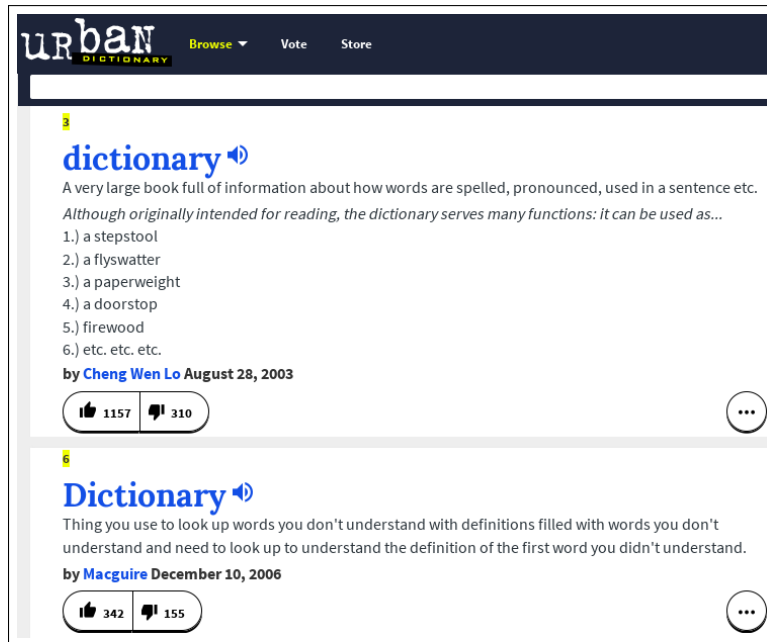 urban
DICTIONARY
Browse Vote Store
3
dictionary
A very large book full of information about how words are spelled, pronounced, used in a sentence etc.
Although originally intended for reading, the dictionary serves many functions: it can be used as...
1.) a stepstool
2.) a flyswatter
3.) a paperweight
4.) a doorstop
5.) firewood
6.) etc. etc. etc.
by Cheng Wen Lo August 28, 2003
1157 310
6
Dictionary
Thing you use to look up words you don't understand with definitions filled with words you don't
understand and need to look up to understand the definition of the first word you didn't understand.
by Macguire December 10, 2006
342 155